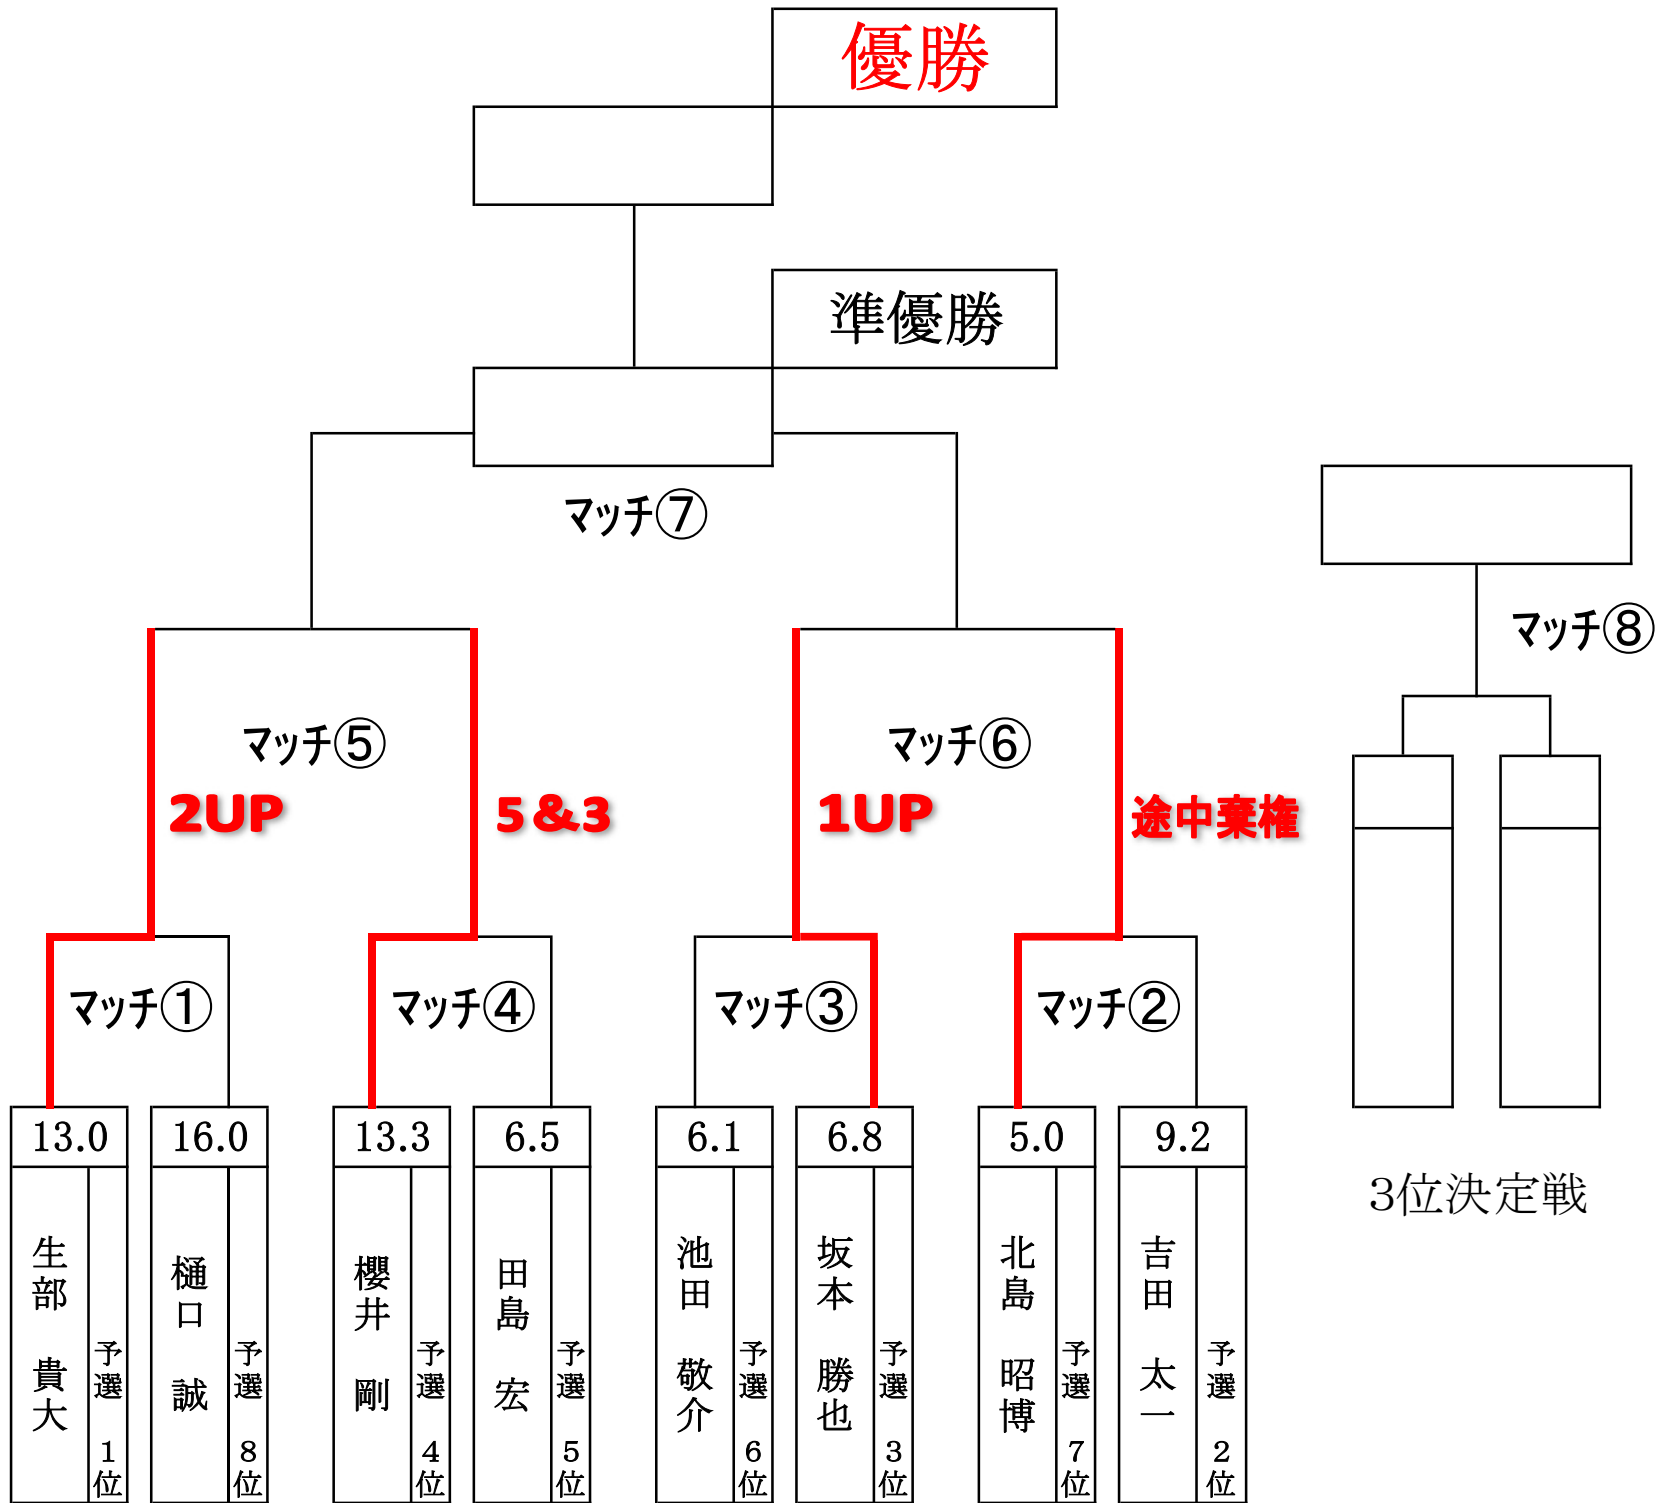 優勝
準優勝
マッチ⑦
マッチ⑧
マッチ⑤
マッチ⑥
2UP
5&3
1UP
途中棄権
マッチ①
マッチ④
マッチ③
マッチ②
13.0
16.0
13.3
6.5
6.1
6.8
5.0
9.2
3位決定戦
生部 貴大
予選 1位
樋口 誠
予選 8位
櫻井 剛
予選 4位
田島 宏
予選 5位
池田 敬介
予選 6位
坂本 勝也
予選 3位
北島 昭博
予選 7位
吉田 太一
予選 2位